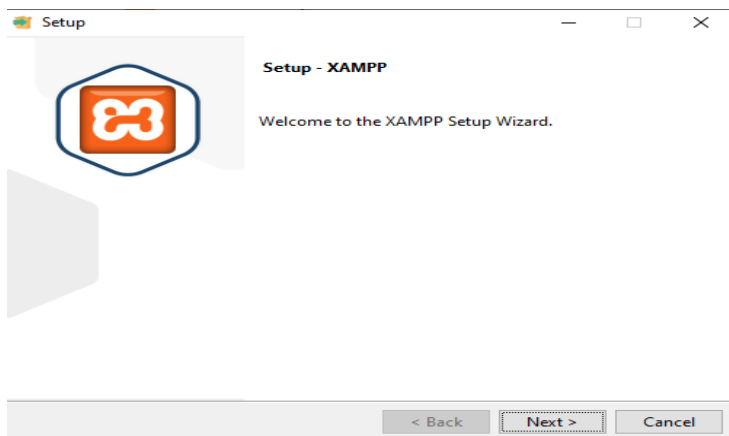 Setup
Setup - XAMPP
Welcome to the XAMPP Setup Wizard.
< Back
Next >
Cancel